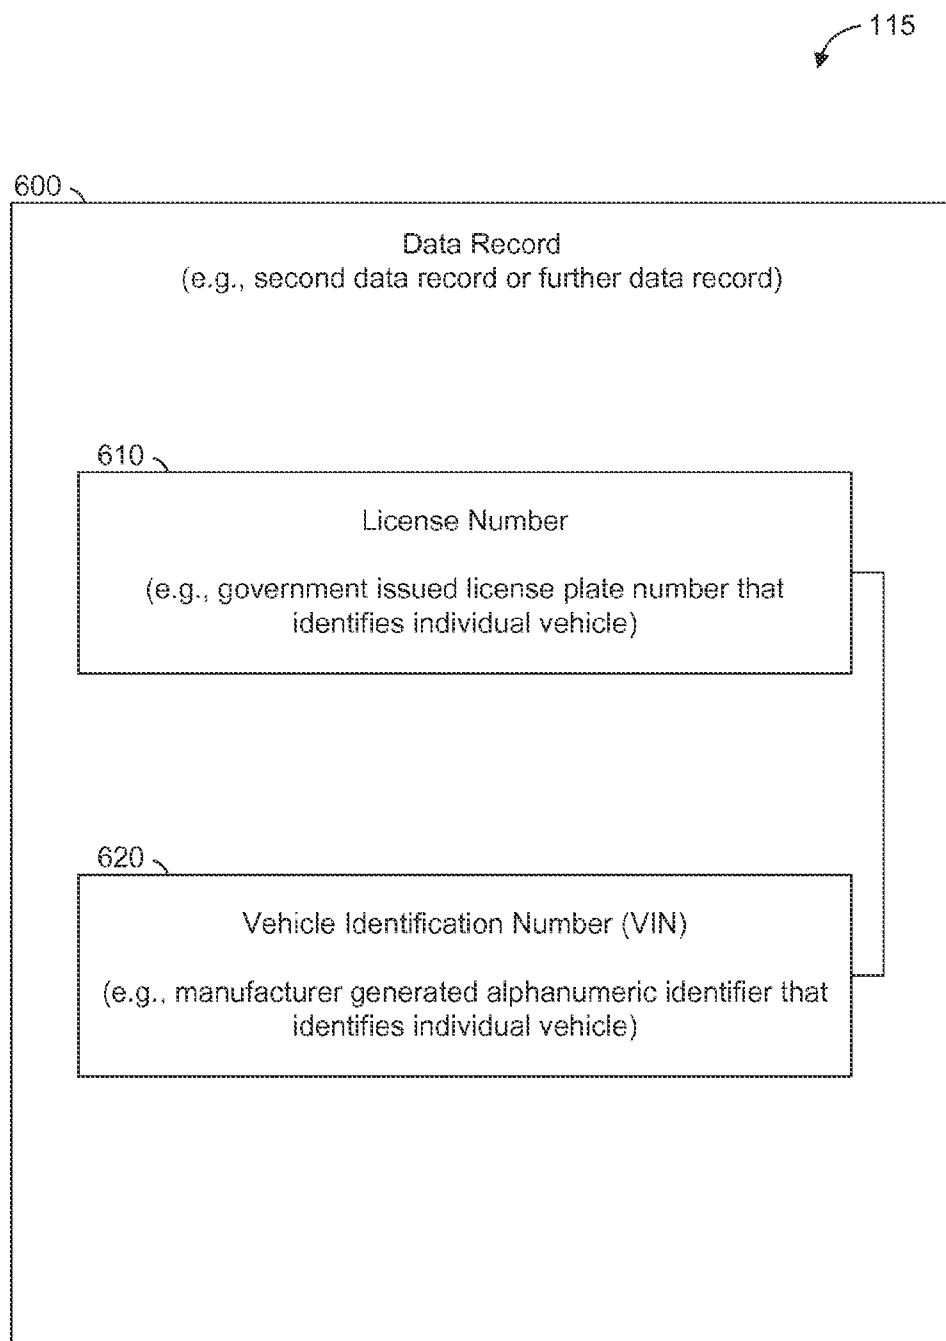 115
600
Data Record
(e.g., second data record or further data record)
610
License Number
(e.g., government issued license plate number that
identifies individual vehicle)
620
Vehicle Identification Number (VIN)
(e.g., manufacturer generated alphanumeric identifier that
identifies individual vehicle)